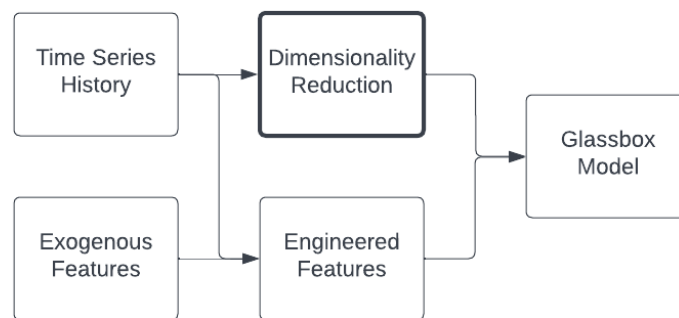 Time Series
History
Dimensionality
Reduction
Glassbox
Model
Exogenous
Features
Engineered
Features